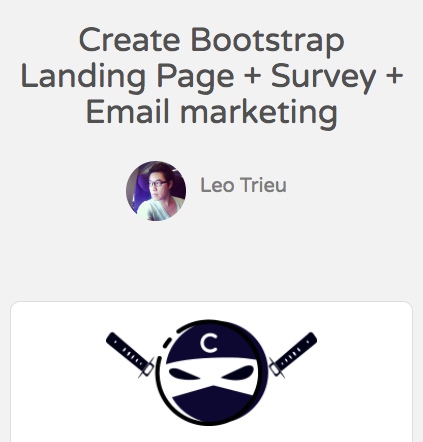 Create Bootstrap
Landing Page + Survey +
Email marketing
Leo Trieu
C